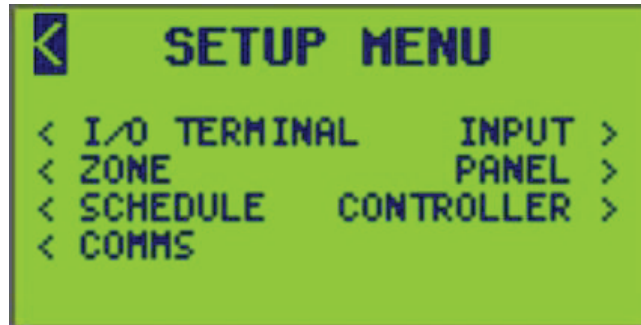 < SETUP MENU
< I/O TERMINAL INPUT >
< ZONE PANEL >
< SCHEDULE CONTROLLER >
< COMMS